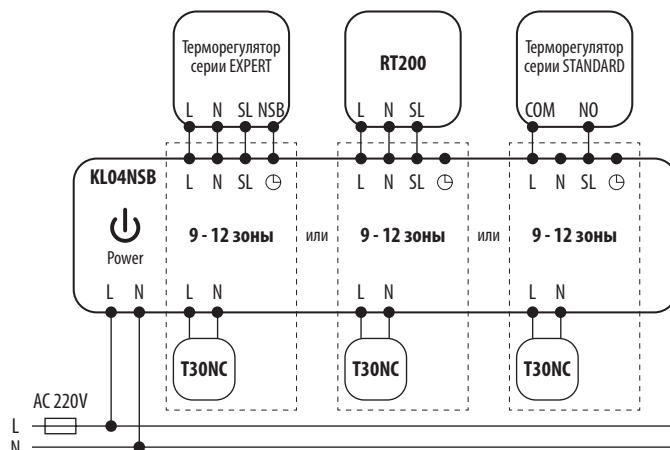 Терморегулятор
серии EXPERT
RT200
Терморегулятор
серии STANDARD
L N SL NSB
L N SL
COM NO
KL04NSB
L N SL
L N SL
L N SL
9 - 12 зоны
или
9 - 12 зоны
или
9 - 12 зоны
Power
L N
L N
L N
L N
T30NC
T30NC
T30NC
AC 220V
L
N